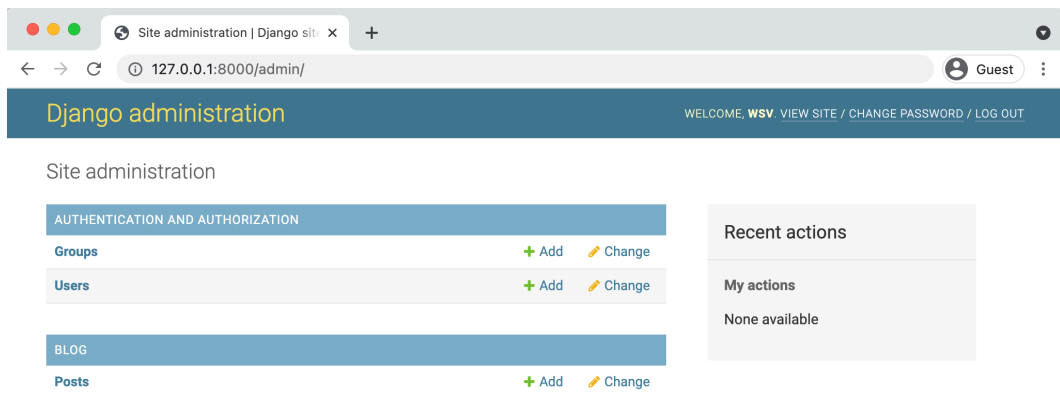 Site administration | Django sit
127.0.0.1:8000/admin/
Guest
Django administration
WELCOME, WSV. VIEW SITE / CHANGE PASSWORD / LOG OUT
Site administration
AUTHENTICATION AND AUTHORIZATION
Groups Add Change
Users Add Change
BLOG
Posts Add Change
Recent actions
My actions
None available